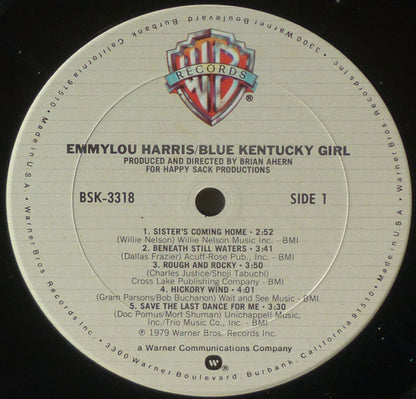 WB
RECORDS
®
EMMYLOU HARRIS/BLUE KENTUCKY GIRL
PRODUCED AND DIRECTED BY BRIAN AHERN
FOR HAPPY SACK PRODUCTIONS
BSK-3318
SIDE 1
1. SISTER'S COMING HOME • 2:52
(Willie Nelson) Willie Nelson Music Inc. - BMI
2. BENEATH STILL WATERS • 3:41
(Dallas Frazier) Acuff-Rose Pub., Inc. - BMI
3. ROUGH AND ROCKY • 3:50
(Charles Justice/Shoji Tabuchi)
Cross Lake Publishing Company - BMI
4. HICKORY WIND • 4:01
(Gram Parsons/Bob Buchanon) Wait and See Music - BMI
5. SAVE THE LAST DANCE FOR ME • 3:30
(Doc Pomus/Mort Shuman) Unichappell Music,
Inc./Trio Music Co., Inc. - BMI
℗ 1979 Warner Bros. Records Inc.
a Warner Communications Company
Warner Bros. Records Inc. • 3300 Warner Boulevard, Burbank, California 91510 • Made in U.S.A. • Warner Bros. Records Inc. • 3300 Warner Boulevard, Burbank, California 91510 • Made in U.S.A. •